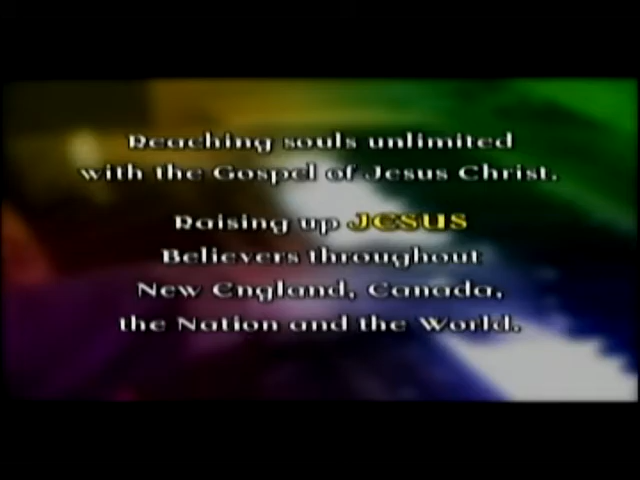 Reaching souls unlimited
with the Gospel of Jesus Christ.
Raising up JESUS
Believers throughout
New England, Canada,
the Nation and the World.